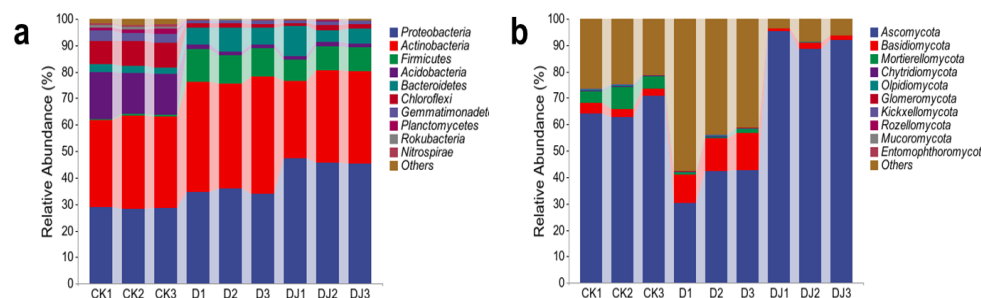 a
Relative Abundance (%)
100
90
80
70
60
50
40
30
20
10
0
CK1 CK2 CK3 D1 D2 D3 DJ1 DJ2 DJ3
Proteobacteria
Actinobacteria
Firmicutes
Acidobacteria
Bacteroidetes
Chloroflexi
Gemmatimonadet
Planctomycetes
Rokubacteria
Nitrospirae
Others
b
Relative Abundance (%)
100
90
80
70
60
50
40
30
20
10
0
CK1 CK2 CK3 D1 D2 D3 DJ1 DJ2 DJ3
Ascomycota
Basidiomycota
Mortierellomycota
Chytridiomycota
Olpidiomycota
Glomeromycota
Kickxellomycota
Rozellomycota
Mucoromycota
Entomophthoromycot
Others